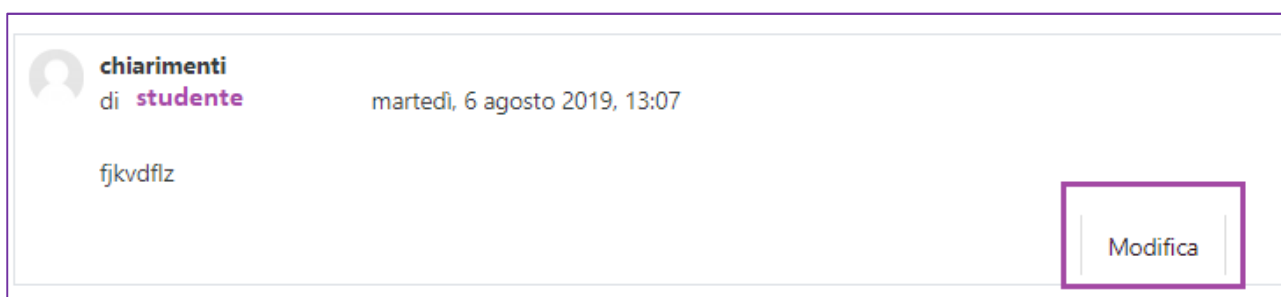 chiarimenti
di studente martedì, 6 agosto 2019, 13:07
fjkvdflz
Modifica